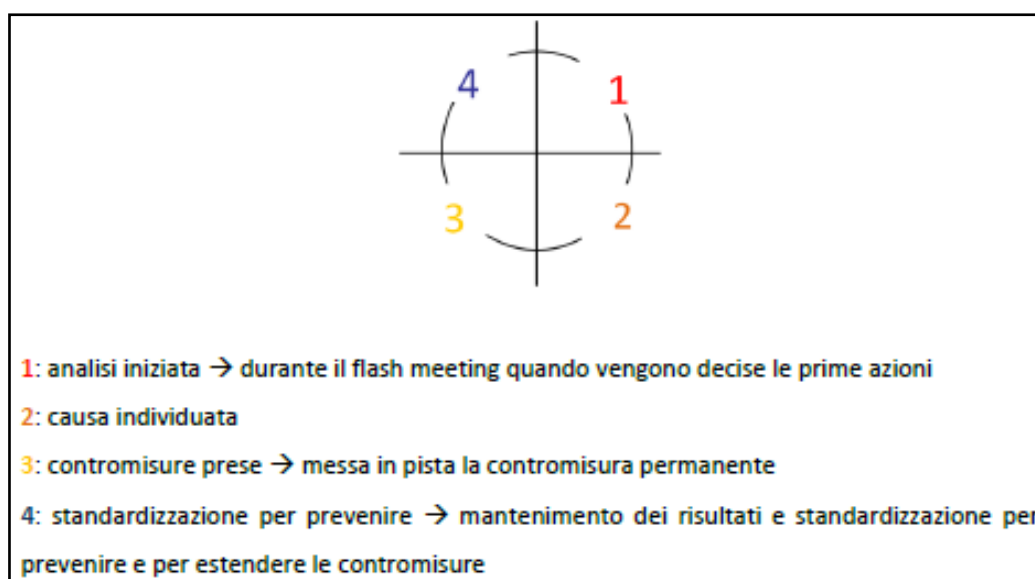 4 1
3 2
1: analisi iniziata → durante il flash meeting quando vengono decise le prime azioni
2: causa individuata
3: contromisure prese → messa in pista la contromisura permanente
4: standardizzazione per prevenire → mantenimento dei risultati e standardizzazione per
prevenire e per estendere le contromisure